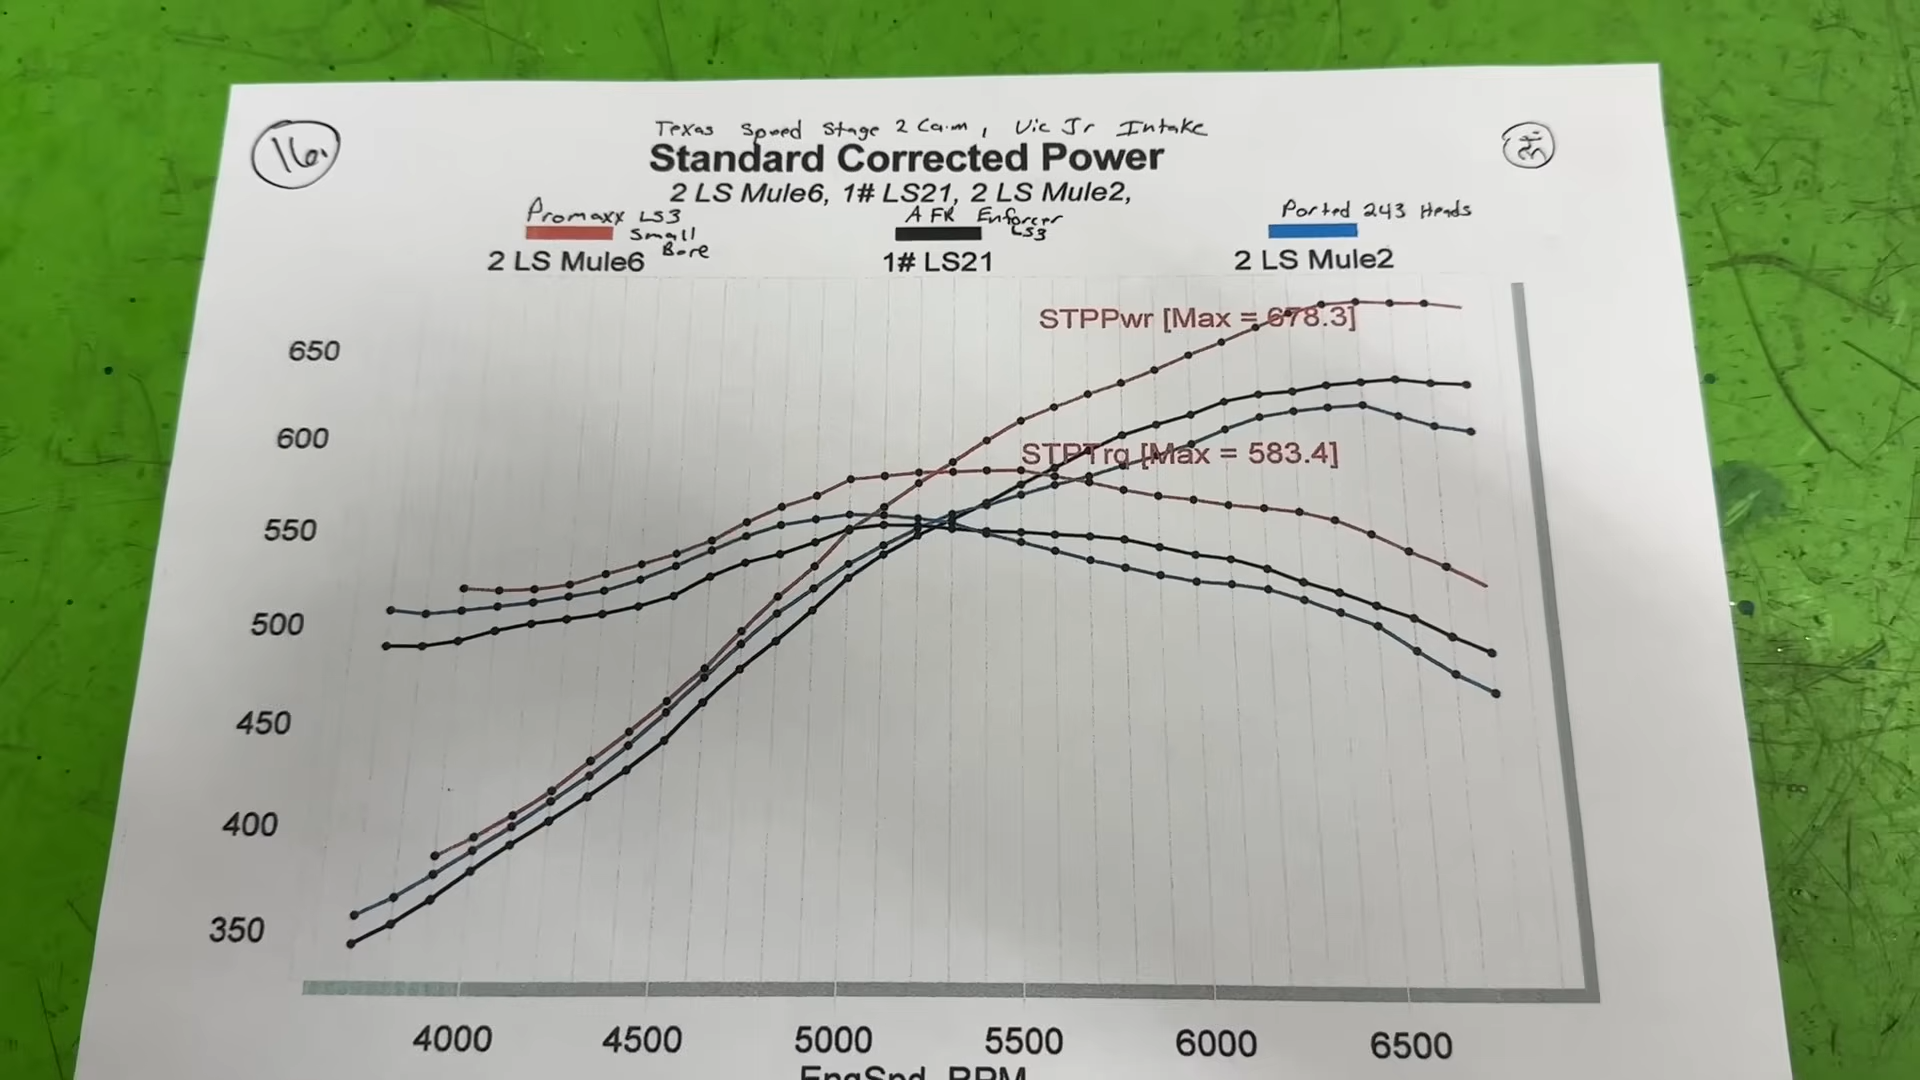 16.
Texas Speed Stage 2 Cam, Vic Jr Intake
Standard Corrected Power
2 LS Mule6, 1# LS21, 2 LS Mule2,
Promaxx LS3
Small
Bore
2 LS Mule6
AFR Enforcer
LS3
1# LS21
Ported 243 Heads
2 LS Mule2
STPPwr [Max = 678.3]
STPTrq [Max = 583.4]
650
600
550
500
450
400
350
4000 4500 5000 5500 6000 6500
EngSpd RPM